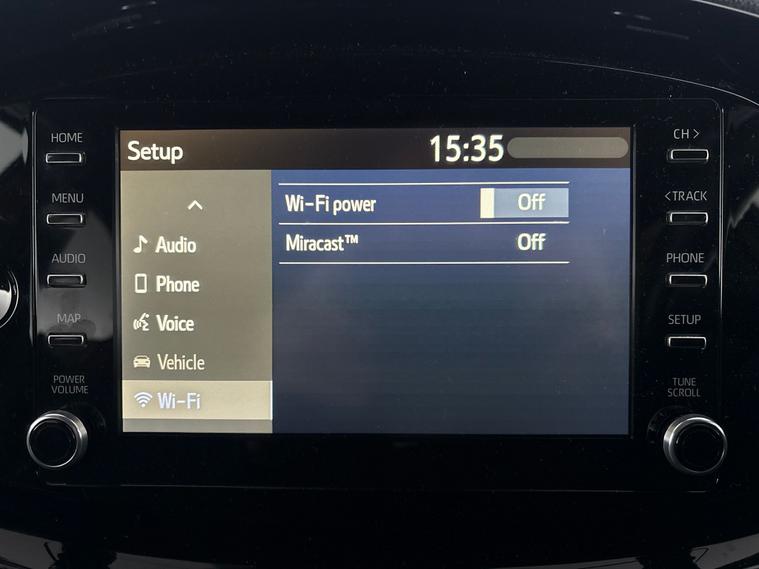 HOME
MENU
AUDIO
MAP
POWER
VOLUME
Setup
15:35
Audio
Phone
Voice
Vehicle
Wi-Fi
Wi-Fi power Off
Miracast™ Off
CH >
<TRACK
PHONE
SETUP
TUNE
SCROLL